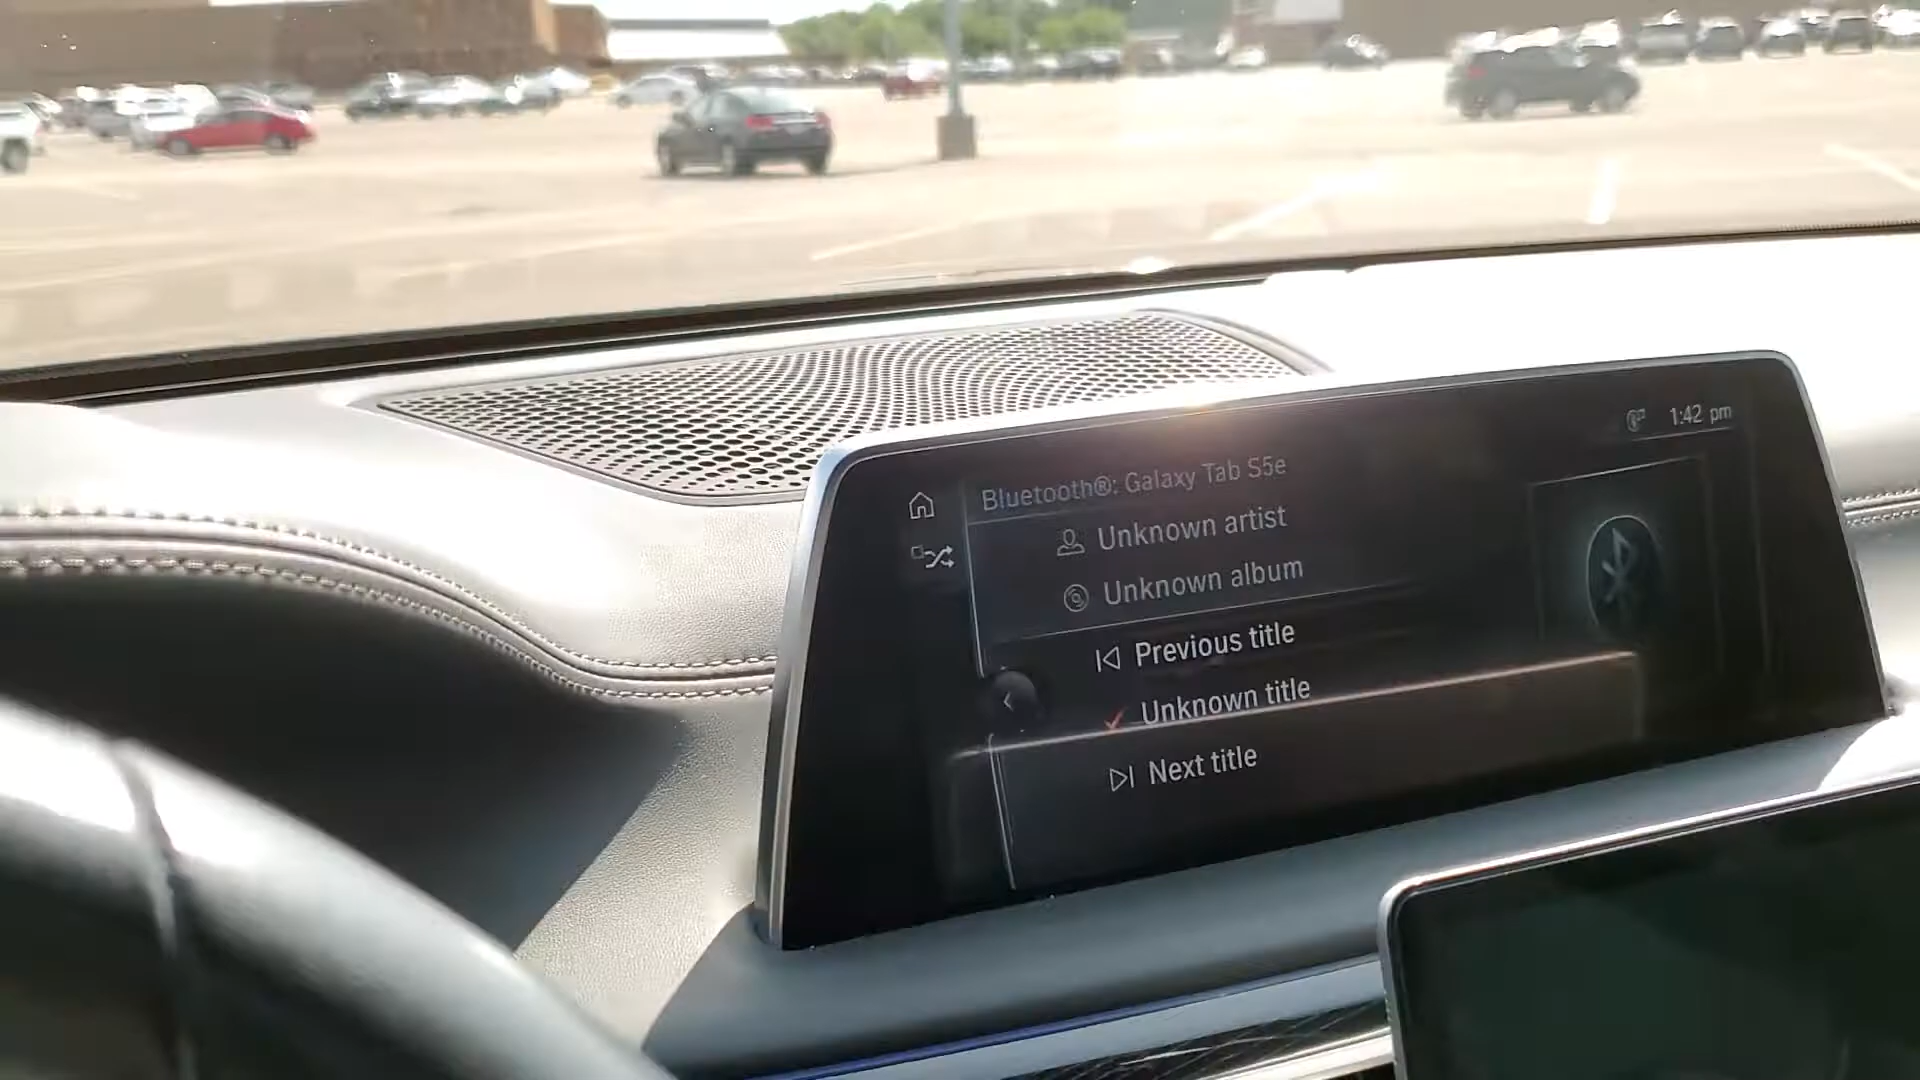 1:42 pm
Bluetooth®: Galaxy Tab S5e
Unknown artist
Unknown album
Previous title
Unknown title
Next title